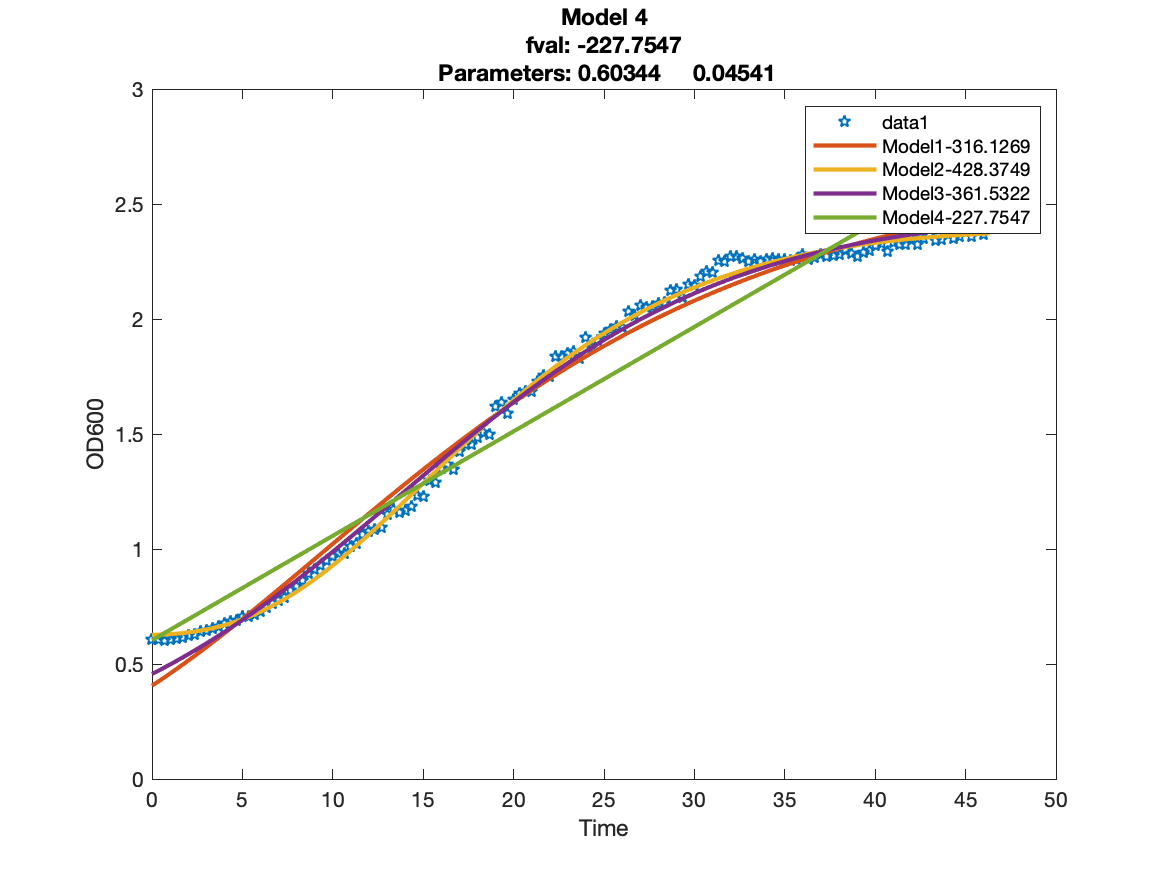 Model 4
fval: -227.7547
Parameters: 0.60344 0.04541
3
2.5
2
1.5
1
0.5
0
OD600
data1
Model1-316.1269
Model2-428.3749
Model3-361.5322
Model4-227.7547
0 5 10 15 20 25 30 35 40 45 50
Time